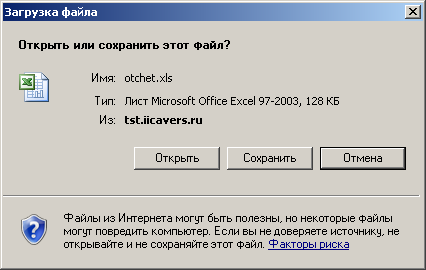 Загрузка файла
Открыть или сохранить этот файл?
Имя: otchet.xls
Тип: Лист Microsoft Office Excel 97-2003, 128 КБ
Из: tst.iicavers.ru
Открыть Сохранить Отмена
Файлы из Интернета могут быть полезны, но некоторые файлы
могут повредить компьютер. Если вы не доверяете источнику, не
открывайте и не сохраняйте этот файл. Факторы риска